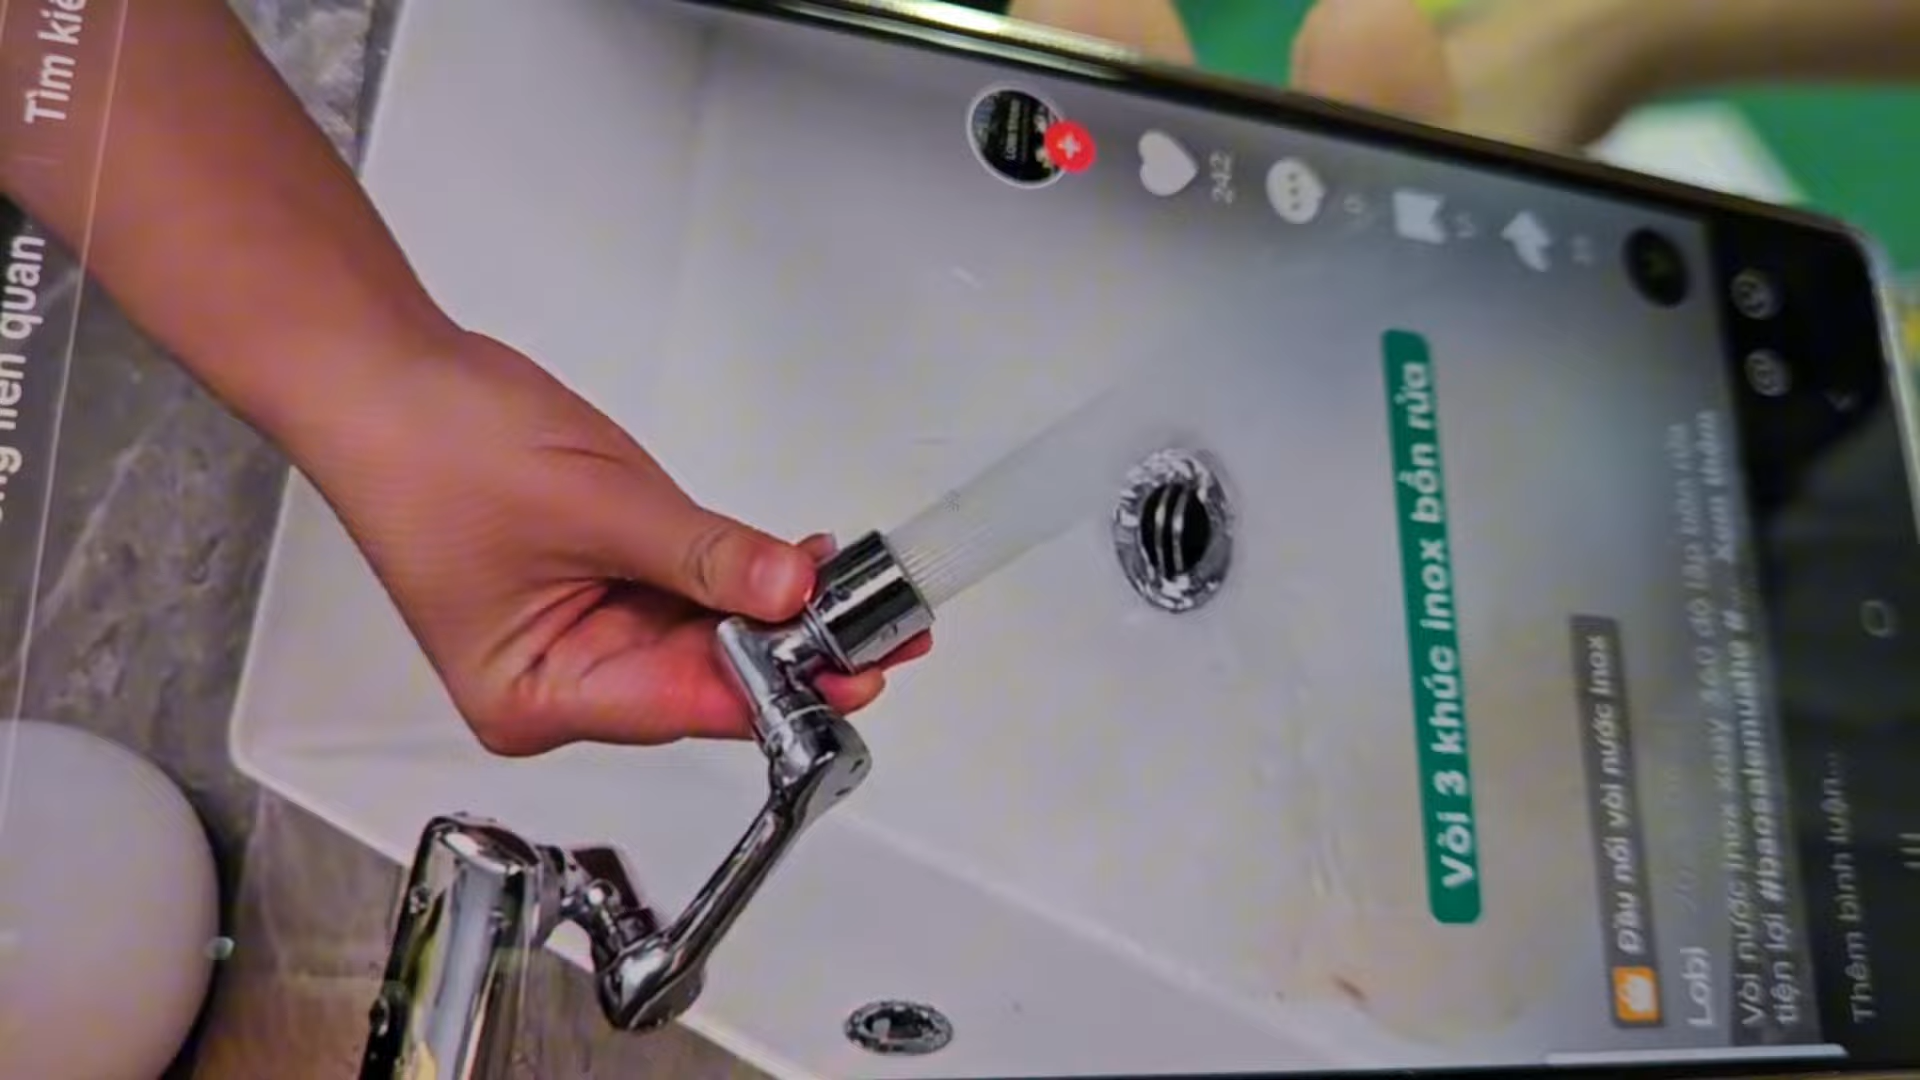 Tìm
liên quan
242
Vòi 3 khúc inox bồn rửa
Đầu nối vòi nước inox
Lobi
Vòi nước inox xoay 360 độ lắp bồn rửa
tiện lợi #baosalemuahe #... Xem thêm
Thêm bình luận...